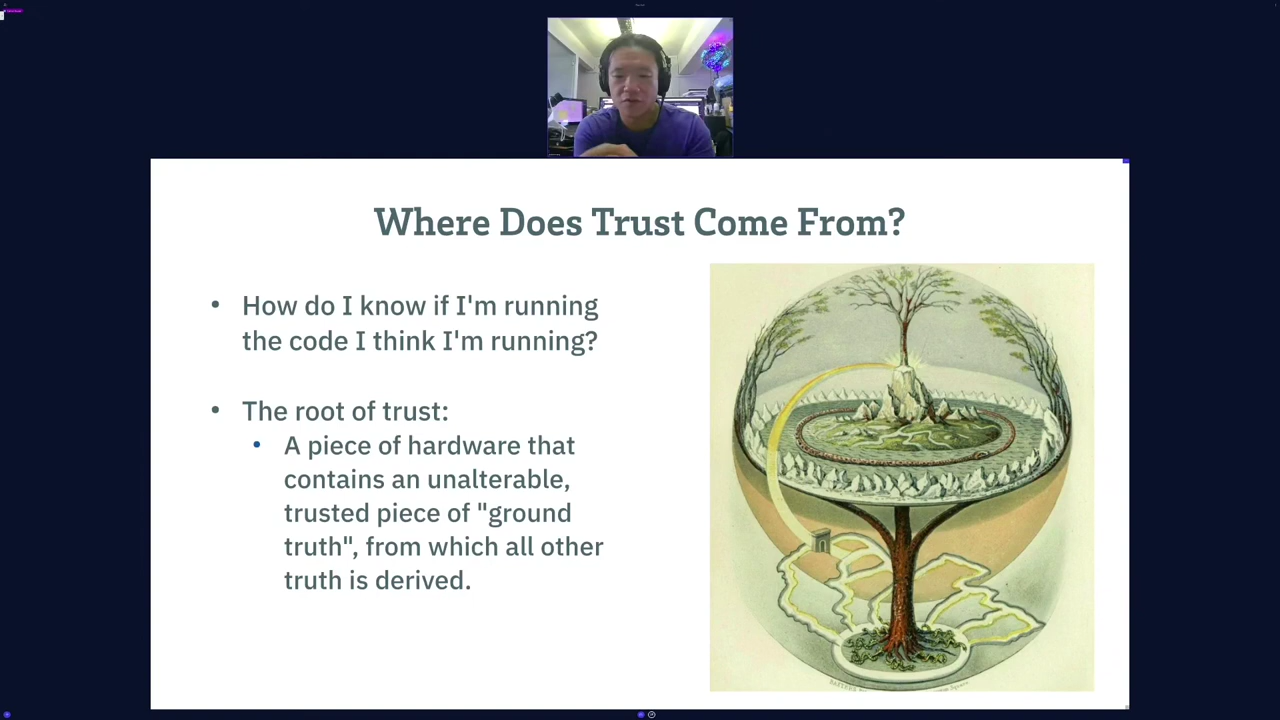 Where Does Trust Come From?
• How do I know if I'm running
the code I think I'm running?
• The root of trust:
• A piece of hardware that
contains an unalterable,
trusted piece of "ground
truth", from which all other
truth is derived.